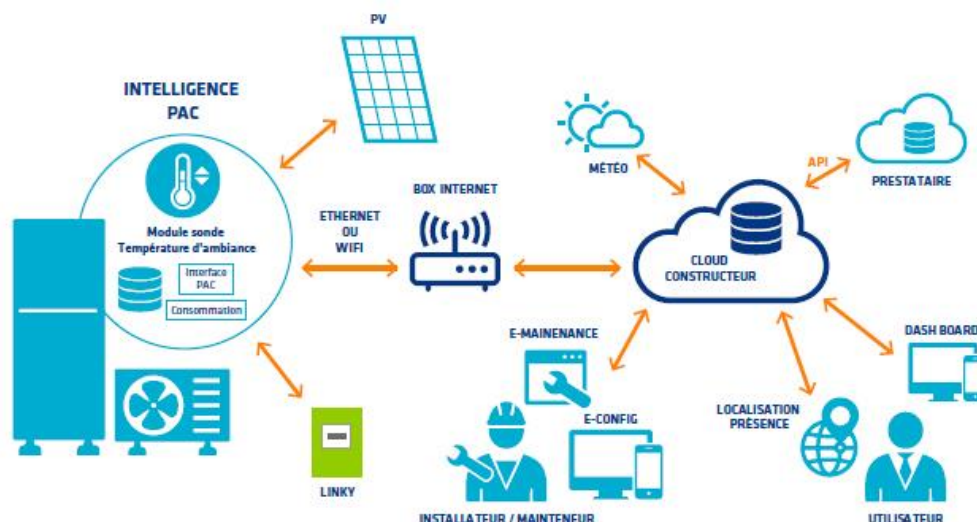 PV
INTELLIGENCE
PAC
Module sonde
Température d'ambiance
Interface
PAC
Consommation
ETHERNET
OU
WIFI
BOX INTERNET
LINKY
MÉTÉO
API
PRESTATAIRE
CLOUD
CONSTRUCTEUR
E-MAINENANCE
E-CONFIG
INSTALLATEUR / MAINTENEUR
LOCALISATION
PRÉSENCE
DASH BOARD
UTILISATEUR